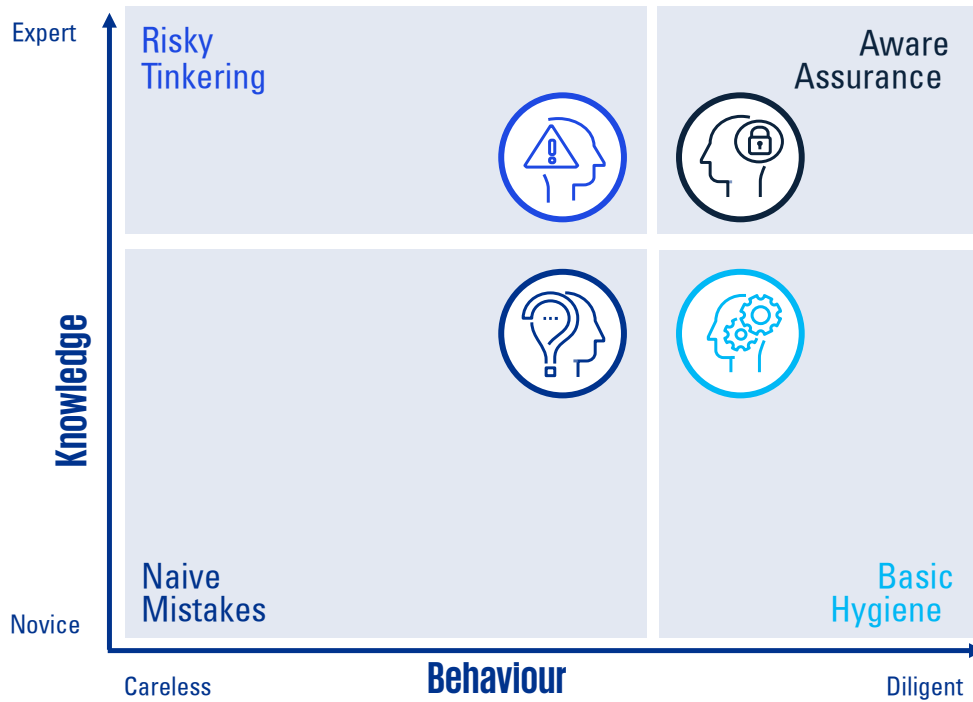 Expert
Risky
Tinkering
Aware
Assurance
Knowledge
Naive
Mistakes
Basic
Hygiene
Novice
Careless
Behaviour
Diligent